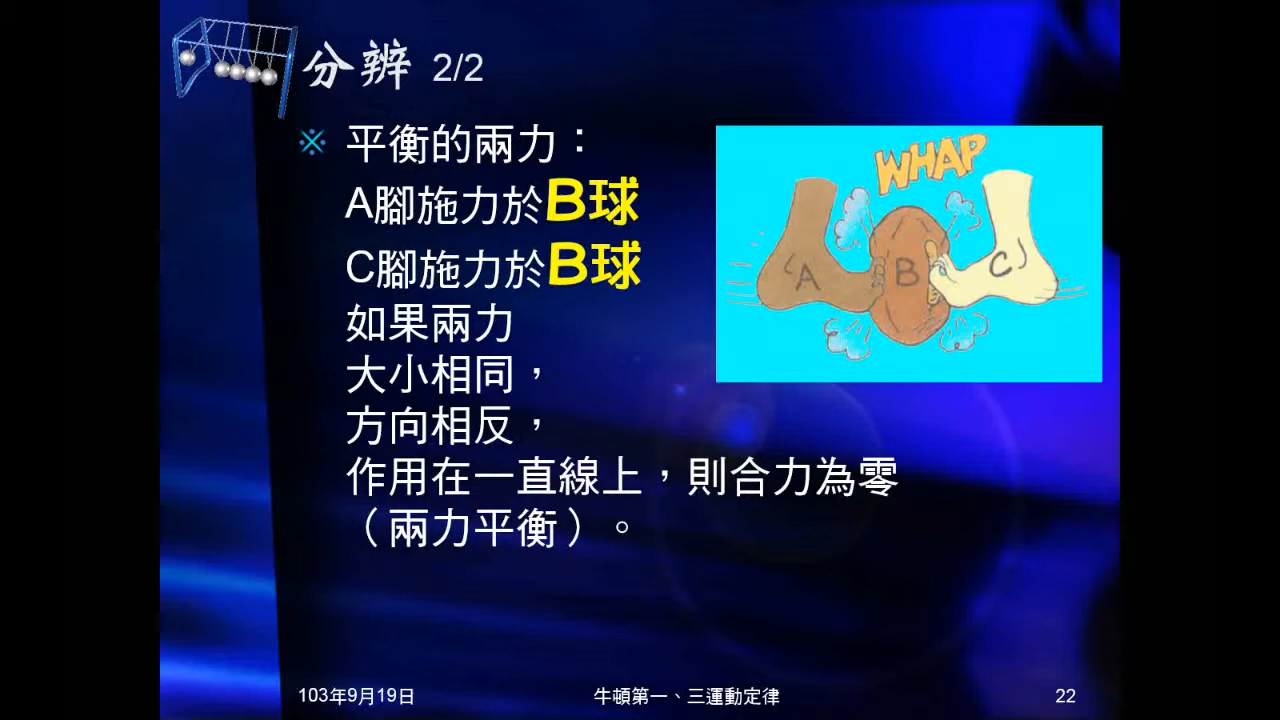 分辨 2/2
※ 平衡的兩力：
A腳施力於B球
C腳施力於B球
如果兩力
大小相同，
方向相反，
作用在一直線上，則合力為零
（兩力平衡）。
WHAP
A B C
103年9月19日 牛頓第一、三運動定律 22